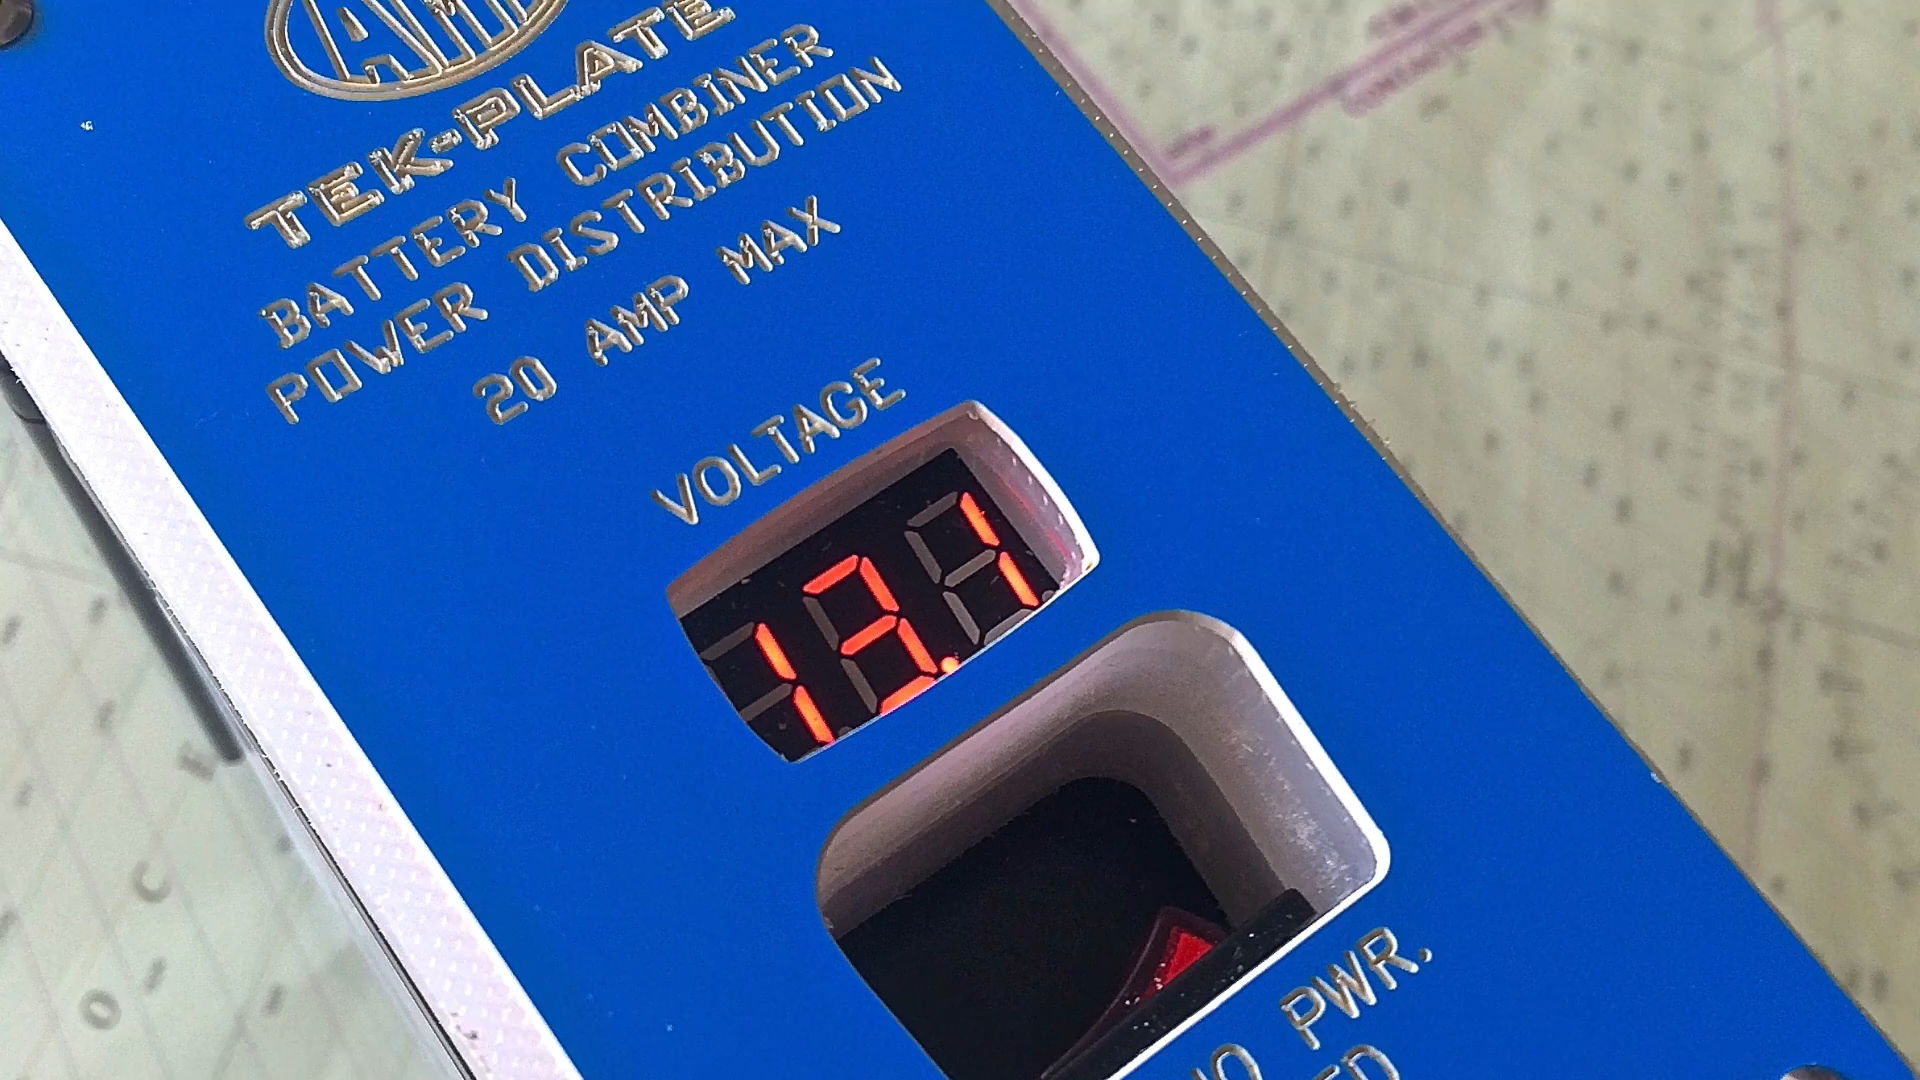 TEK-PLATE
BATTERY COMBINER
POWER DISTRIBUTION
20 AMP MAX
VOLTAGE
13.1
PWR.